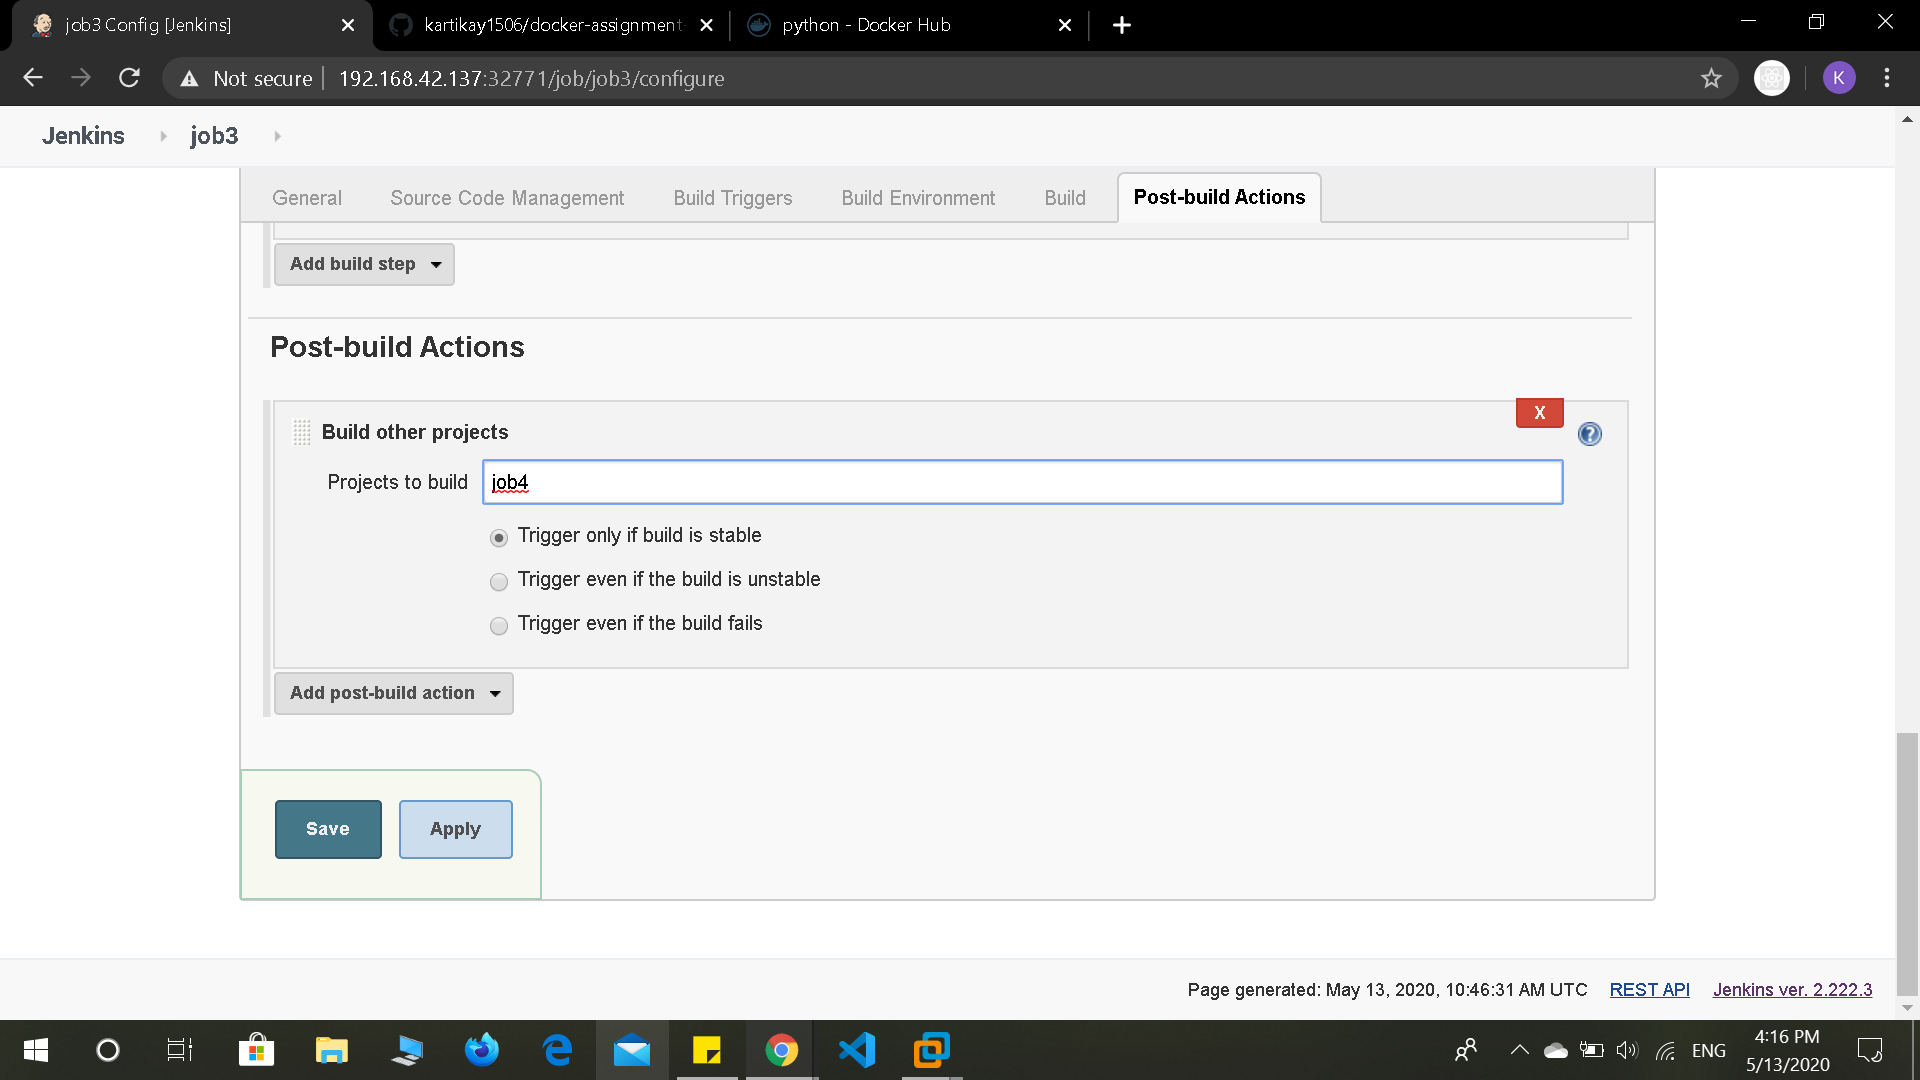 job3 Config [Jenkins]
kartikay1506/docker-assignment-
python - Docker Hub
Not secure
192.168.42.137:32771/job/job3/configure
K
Jenkins
job3
General
Source Code Management
Build Triggers
Build Environment
Build
Post-build Actions
Add build step
Post-build Actions
X
Build other projects
?
Projects to build
job4
Trigger only if build is stable
Trigger even if the build is unstable
Trigger even if the build fails
Add post-build action
Save
Apply
Page generated: May 13, 2020, 10:46:31 AM UTC
REST API
Jenkins ver. 2.222.3
ENG
4:16 PM
5/13/2020